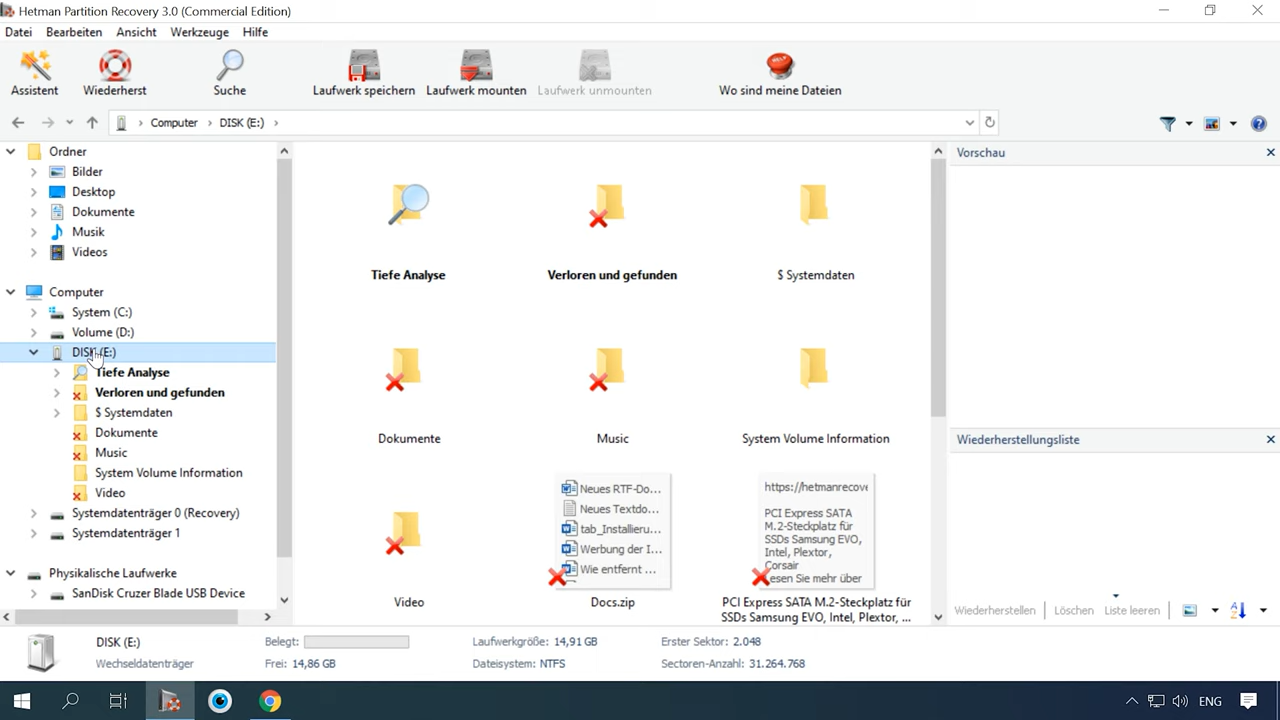 Hetman Partition Recovery 3.0 (Commercial Edition)
Datei Bearbeiten Ansicht Werkzeuge Hilfe
Assistent Wiederherst Suche Laufwerk speichern Laufwerk mounten Laufwerk unmounten Wo sind meine Dateien
Computer DISK (E:)
Ordner
Bilder
Desktop
Dokumente
Musik
Videos
Computer
System (C:)
Volume (D:)
DISK (E:)
Tiefe Analyse
Verloren und gefunden
$ Systemdaten
Dokumente
Music
System Volume Information
Video
Systemdatenträger 0 (Recovery)
Systemdatenträger 1
Physikalische Laufwerke
SanDisk Cruzer Blade USB Device
Tiefe Analyse Verloren und gefunden $ Systemdaten
Dokumente Music System Volume Information
Neues RTF-Do...
Neues Textdo...
tab_Installieru...
Werbung der I...
Wie entfernt ...
https://hetmanrecove
PCI Express SATA
M.2-Steckplatz für
SSDs Samsung EVO,
Intel, Plextor,
Corsair
esen Sie mehr über
Video Docs.zip PCI Express SATA M.2-Steckplatz für
SSDs Samsung EVO, Intel, Plextor, ...
Vorschau
Wiederherstellungsliste
Wiederherstellen Löschen Liste leeren
DISK (E:) Belegt: Laufwerkgröße: 14,91 GB Erster Sektor: 2.048
Wechseldatenträger Frei: 14,86 GB Dateisystem: NTFS Sectoren-Anzahl: 31.264.768
ENG